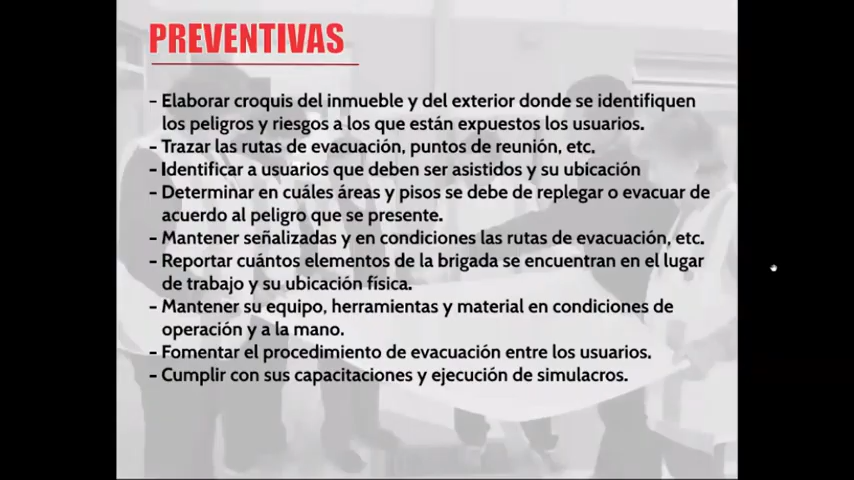 PREVENTIVAS
- Elaborar croquis del inmueble y del exterior donde se identifiquen
los peligros y riesgos a los que están expuestos los usuarios.
- Trazar las rutas de evacuación, puntos de reunión, etc.
- Identificar a usuarios que deben ser asistidos y su ubicación
- Determinar en cuáles áreas y pisos se debe de replegar o evacuar de
acuerdo al peligro que se presente.
- Mantener señalizadas y en condiciones las rutas de evacuación, etc.
- Reportar cuántos elementos de la brigada se encuentran en el lugar
de trabajo y su ubicación física.
- Mantener su equipo, herramientas y material en condiciones de
operación y a la mano.
- Fomentar el procedimiento de evacuación entre los usuarios.
- Cumplir con sus capacitaciones y ejecución de simulacros.